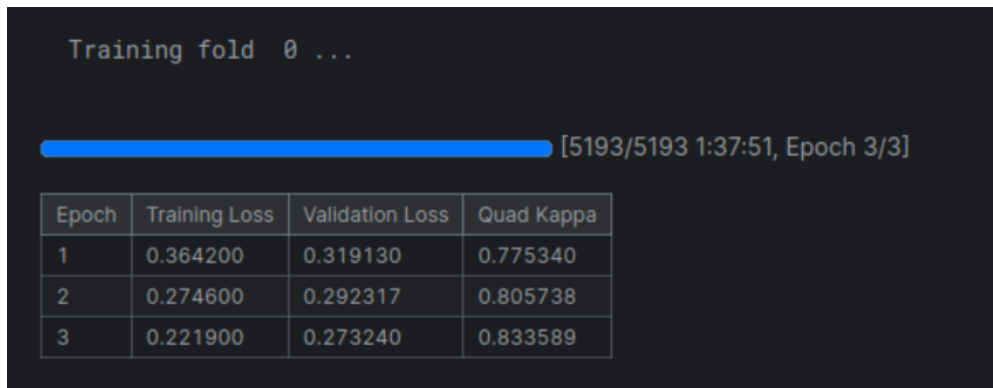 Training fold 0 ...
[5193/5193 1:37:51, Epoch 3/3]
Epoch Training Loss Validation Loss Quad Kappa
1 0.364200 0.319130 0.775340
2 0.274600 0.292317 0.805738
3 0.221900 0.273240 0.833589